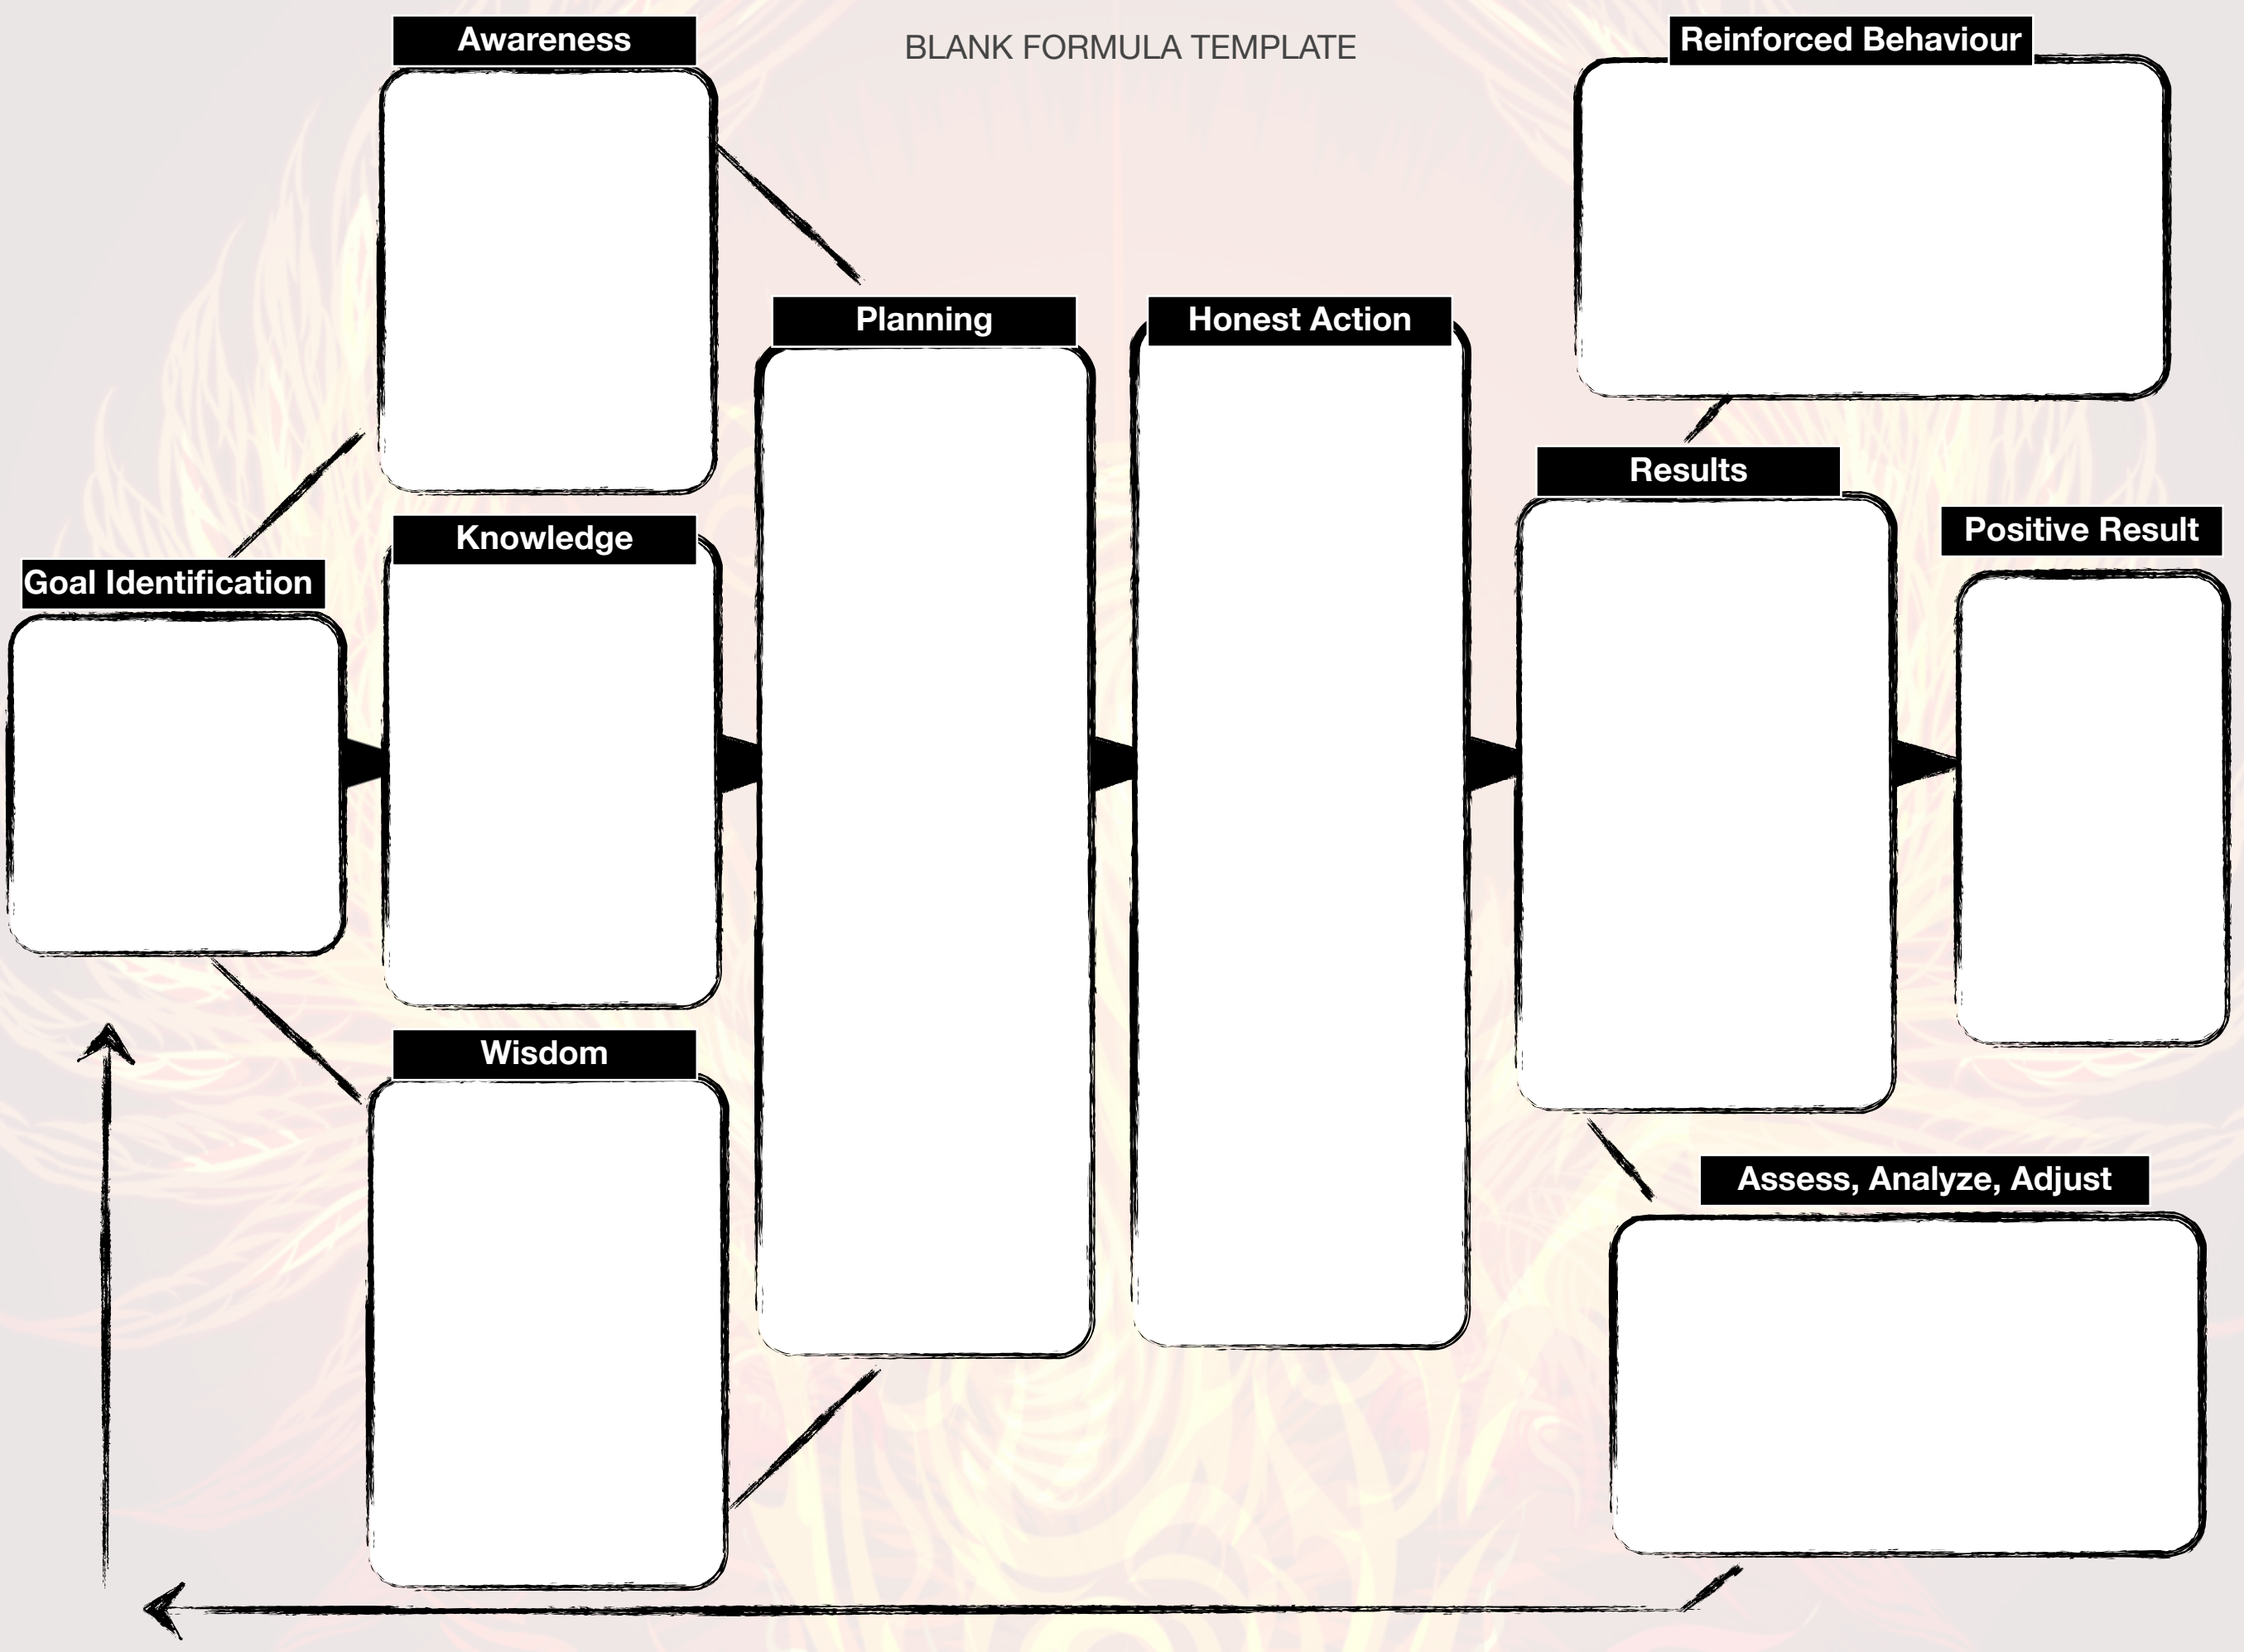 BLANK FORMULA TEMPLATE
Awareness
Reinforced Behaviour
Planning
Honest Action
Results
Positive Result
Knowledge
Goal Identification
Wisdom
Assess, Analyze, Adjust